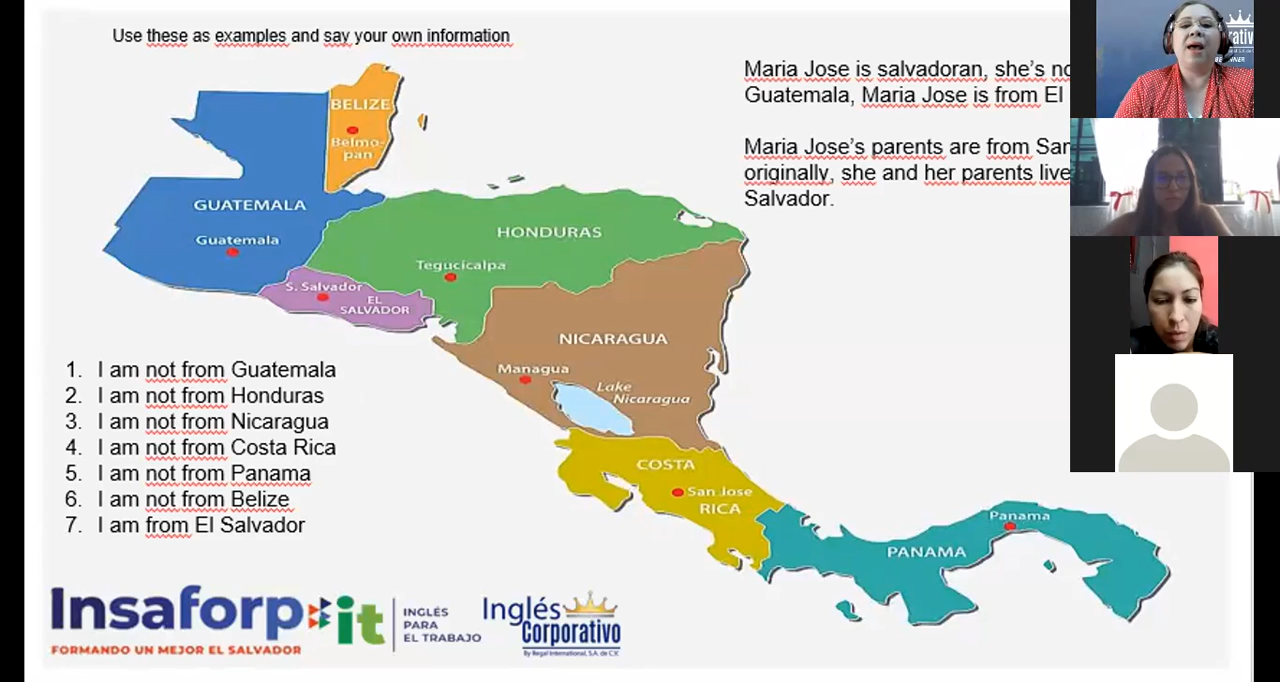 Use these as examples and say your own information
Maria Jose is salvadoran, she's
Guatemala, Maria Jose is from El
Maria Jose's parents are from
originally, she and her parents live
Salvador.
BELIZE
Belmo-
pan
GUATEMALA
Guatemala
HONDURAS
Tegucicalpa
S. Salvador
EL
SALVADOR
NICARAGUA
Managua
Lake
Nicaragua
COSTA
San Jose
RICA
Panama
PANAMA
1. I am not from Guatemala
2. I am not from Honduras
3. I am not from Nicaragua
4. I am not from Costa Rica
5. I am not from Panama
6. I am not from Belize
7. I am from El Salvador
Insaforp it
INGLÉS
PARA
EL TRABAJO
FORMANDO UN MEJOR EL SALVADOR
Inglés
Corporativo
By Regal International, S.A. de C.V.